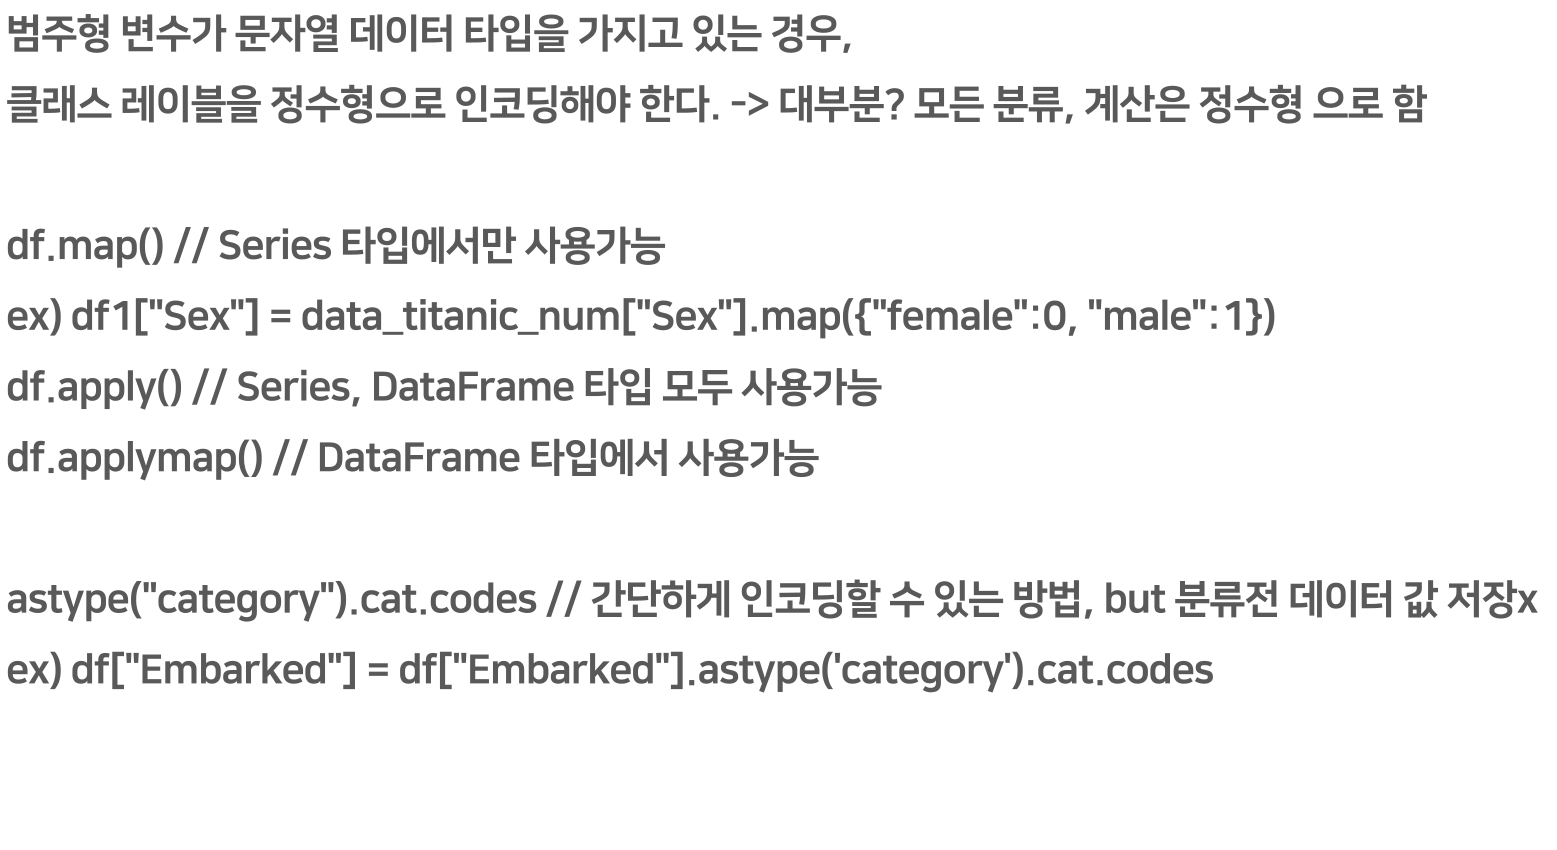 범주형 변수가 문자열 데이터 타입을 가지고 있는 경우,
클래스 레이블을 정수형으로 인코딩해야 한다. -> 대부분? 모든 분류, 계산은 정수형 으로 함
df.map() // Series 타입에서만 사용가능
ex) df1["Sex"] = data_titanic_num["Sex"].map({"female":0, "male":1})
df.apply() // Series, DataFrame 타입 모두 사용가능
df.applymap() // DataFrame 타입에서 사용가능
astype("category").cat.codes // 간단하게 인코딩할 수 있는 방법, but 분류전 데이터 값 저장x
ex) df["Embarked"] = df["Embarked"].astype('category').cat.codes